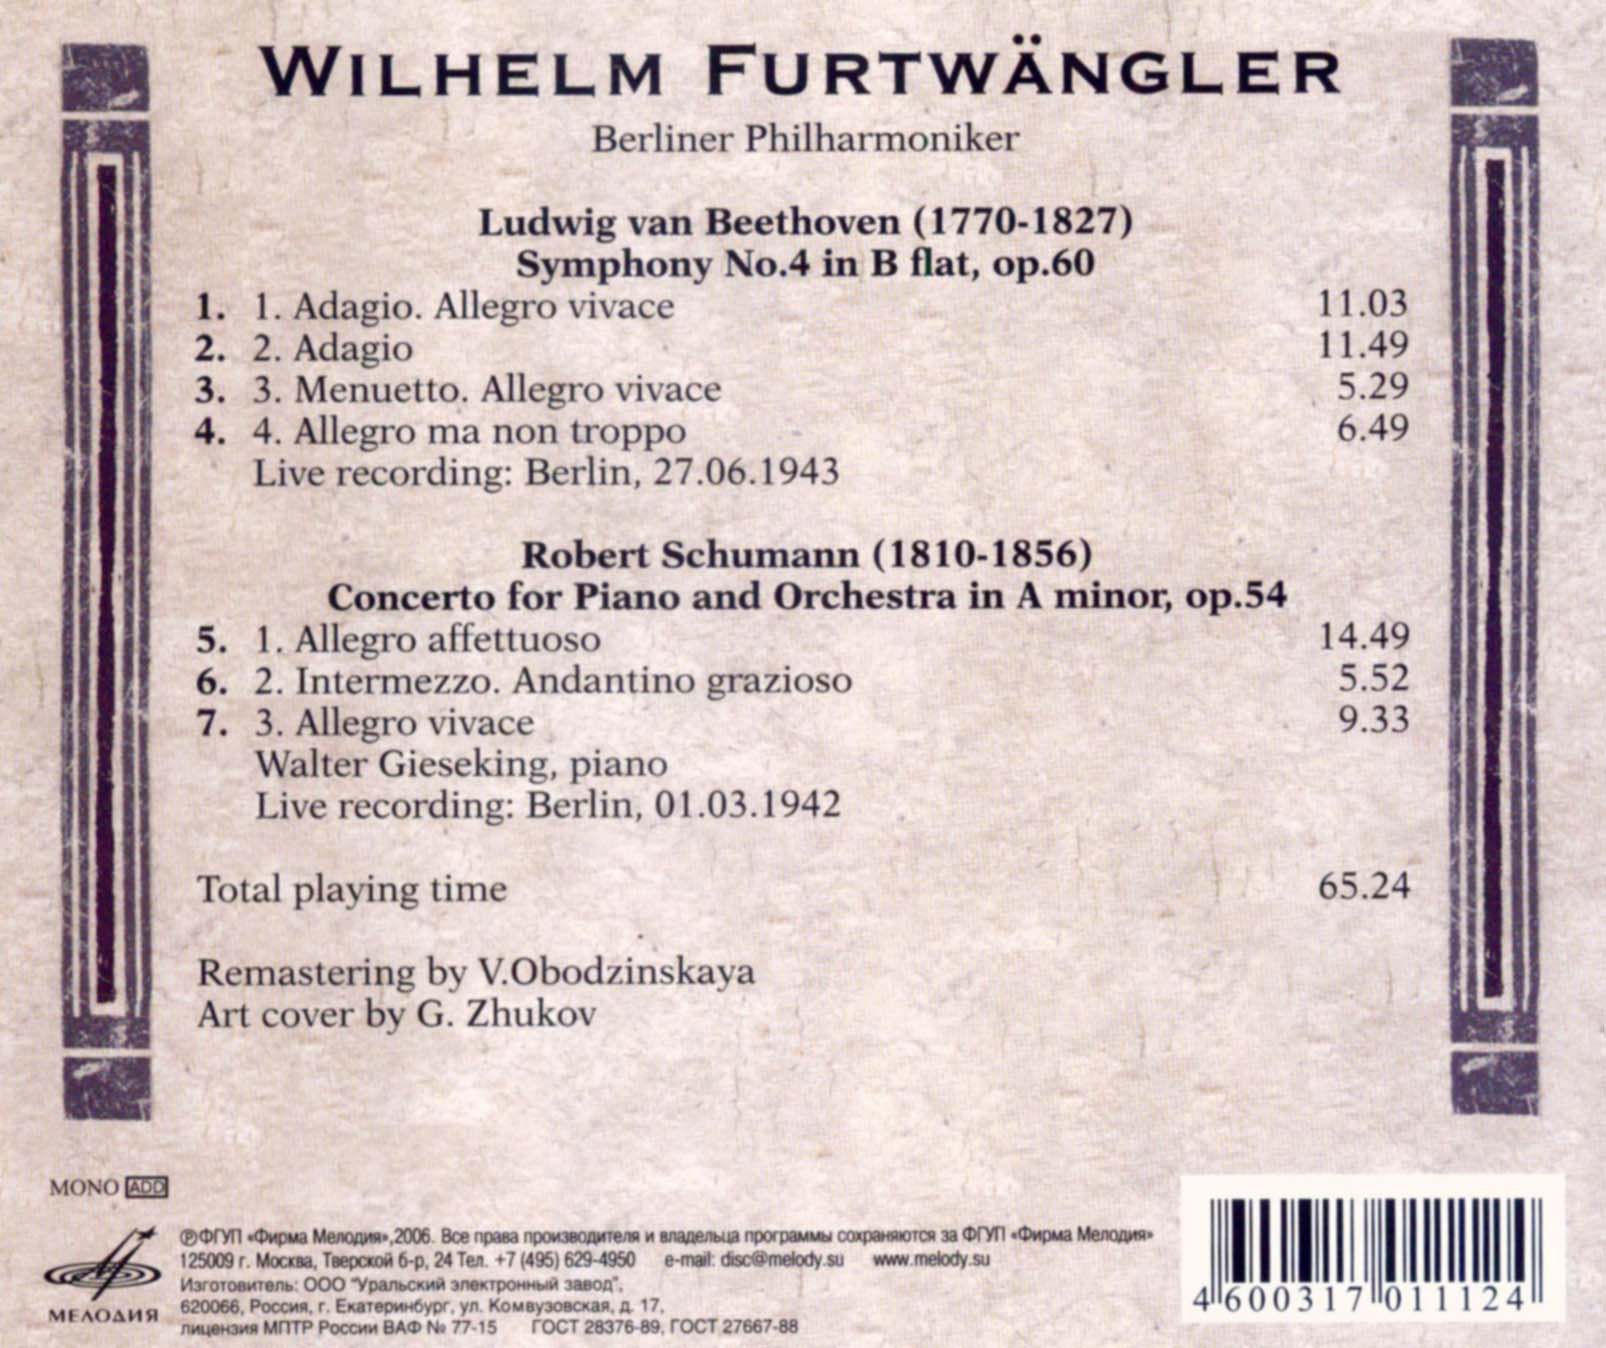 WILHELM FURTWÄNGLER
Berliner Philharmoniker
Ludwig van Beethoven (1770-1827)
Symphony No.4 in B flat, op.60
1. 1. Adagio. Allegro vivace 11.03
2. 2. Adagio 11.49
3. 3. Menuetto. Allegro vivace 5.29
4. 4. Allegro ma non troppo 6.49
Live recording: Berlin, 27.06.1943
Robert Schumann (1810-1856)
Concerto for Piano and Orchestra in A minor, op.54
5. 1. Allegro affettuoso 14.49
6. 2. Intermezzo. Andantino grazioso 5.52
7. 3. Allegro vivace 9.33
Walter Gieseking, piano
Live recording: Berlin, 01.03.1942
Total playing time 65.24
Remastering by V.Obodzinskaya
Art cover by G. Zhukov
MONO ADD
МЕЛОДИЯ
℗ФГУП «Фирма Мелодия»,2006. Все права производителя и владельца программы сохраняются за ФГУП «Фирма Мелодия»
125009 г. Москва, Тверской б-р, 24 Тел. +7 (495) 629-4950 e-mail: disc@melody.su www.melody.su
Изготовитель: ООО "Уральский электронный завод",
620066, Россия, г. Екатеринбург, ул. Комвузовская, д. 17,
лицензия МПТР России ВАФ № 77-15 ГОСТ 28376-89, ГОСТ 27667-88
4 600317 011124